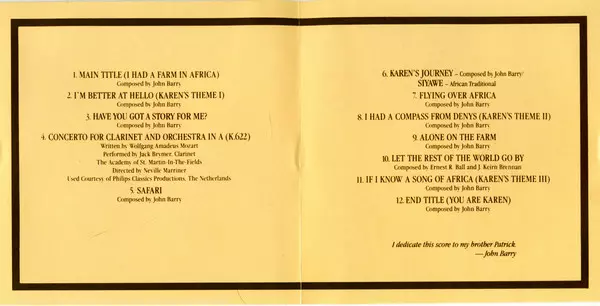 1. MAIN TITLE (I HAD A FARM IN AFRICA)
Composed by John Barry
2. I'M BETTER AT HELLO (KAREN'S THEME I)
Composed by John Barry
3. HAVE YOU GOT A STORY FOR ME?
Composed by John Barry
4. CONCERTO FOR CLARINET AND ORCHESTRA IN A (K.622)
Written by Wolfgang Amadeus Mozart
Performed by Jack Brymer, Clarinet
The Academy of St. Martin-In-The-Fields
Directed by Neville Marriner
Used Courtesy of Philips Classics Productions, The Netherlands
5. SAFARI
Composed by John Barry
6. KAREN'S JOURNEY – Composed by John Barry/
SIYAWE – African Traditional
7. FLYING OVER AFRICA
Composed by John Barry
8. I HAD A COMPASS FROM DENYS (KAREN'S THEME II)
Composed by John Barry
9. ALONE ON THE FARM
Composed by John Barry
10. LET THE REST OF THE WORLD GO BY
Composed by Ernest R. Ball and J. Keirn Brennan
11. IF I KNOW A SONG OF AFRICA (KAREN'S THEME III)
Composed by John Barry
12. END TITLE (YOU ARE KAREN)
Composed by John Barry
I dedicate this score to my brother Patrick.
— John Barry